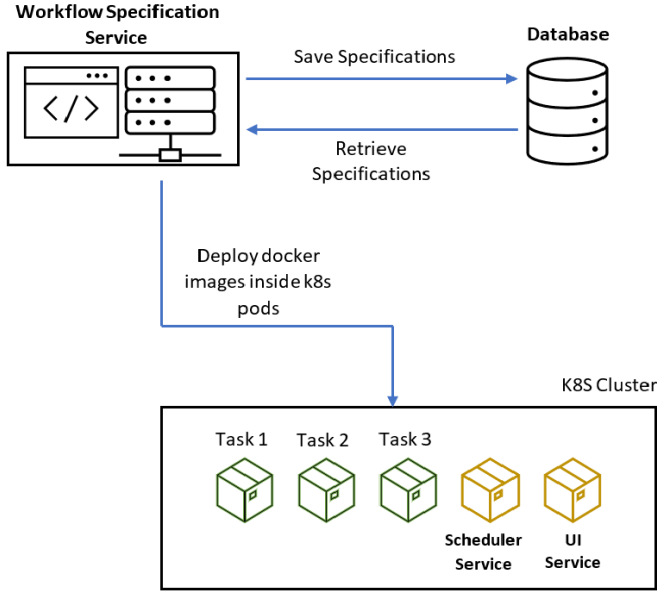 Workflow Specification
Service
Database
Save Specifications
</>
Retrieve
Specifications
Deploy docker
images inside k8s
pods
K8S Cluster
Task 1
Task 2
Task 3
Scheduler
Service
UI
Service